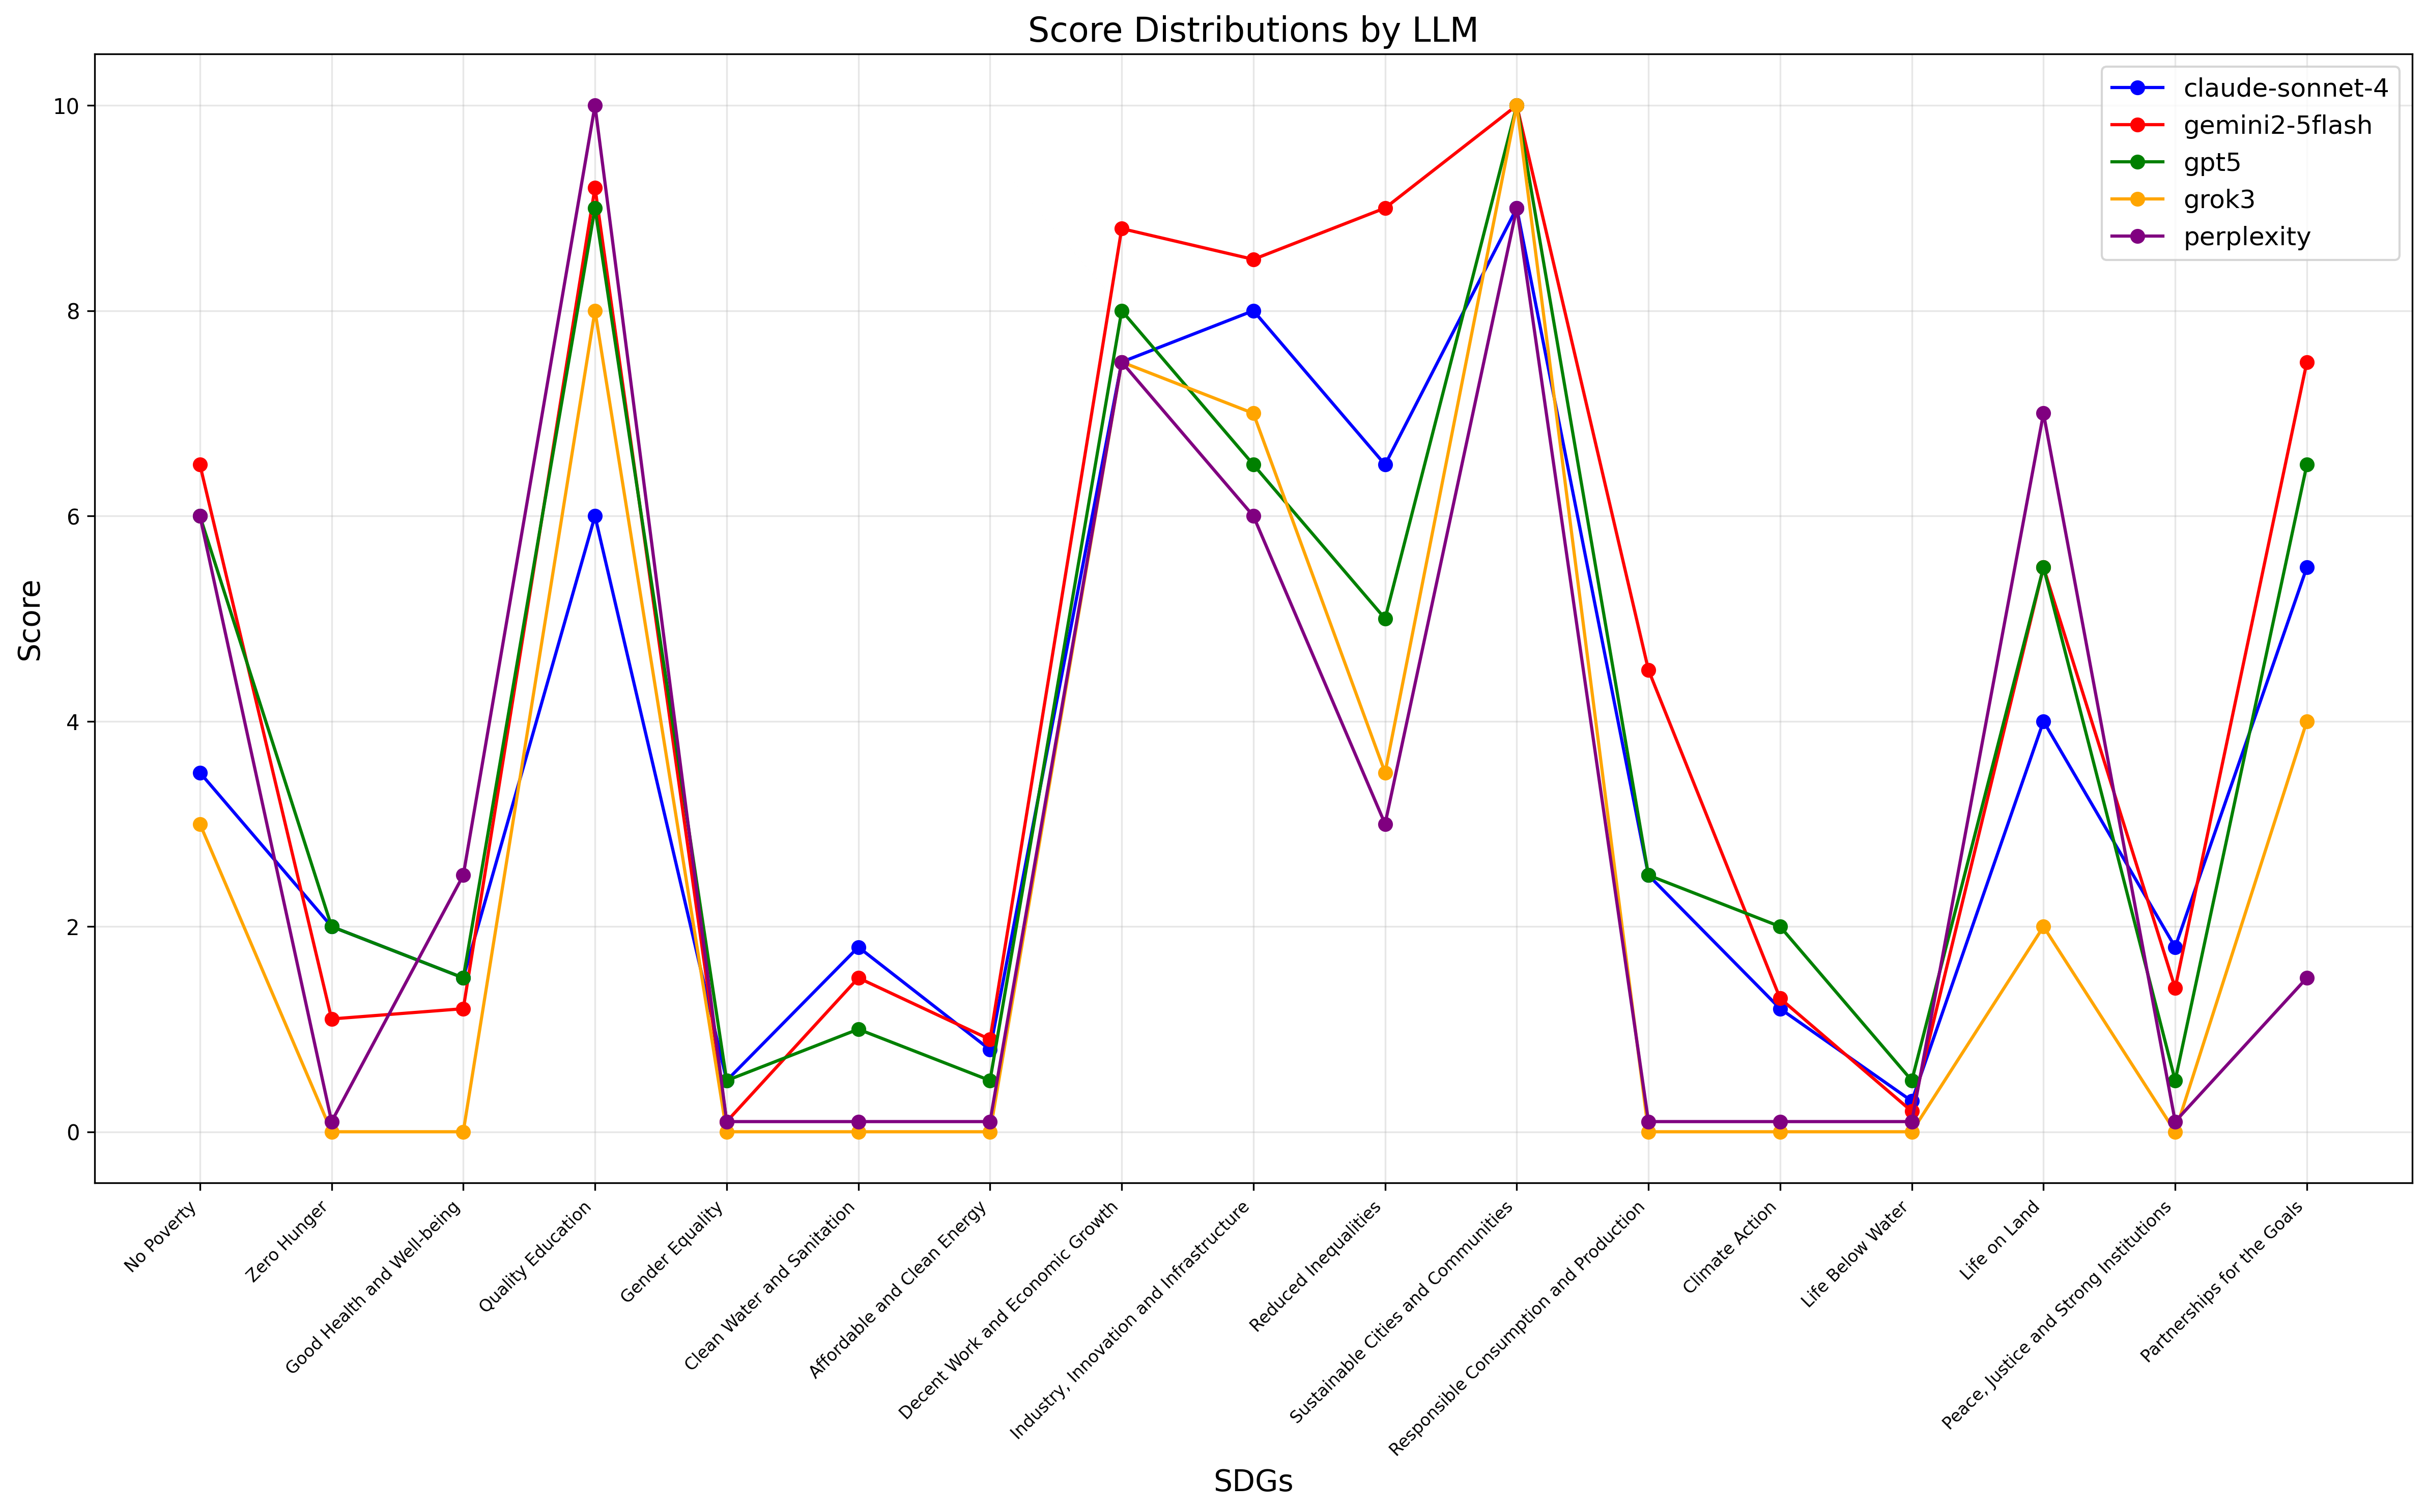 Score Distributions by LLM
claude-sonnet-4
gemini2-5flash
gpt5
grok3
perplexity
Score
10
8
6
4
2
0
No Poverty
Zero Hunger
Good Health and Well-being
Quality Education
Gender Equality
Clean Water and Sanitation
Affordable and Clean Energy
Decent Work and Economic Growth
Industry, Innovation and Infrastructure
Reduced Inequalities
Sustainable Cities and Communities
Responsible Consumption and Production
Climate Action
Life Below Water
Life on Land
Peace, Justice and Strong Institutions
Partnerships for the Goals
SDGs